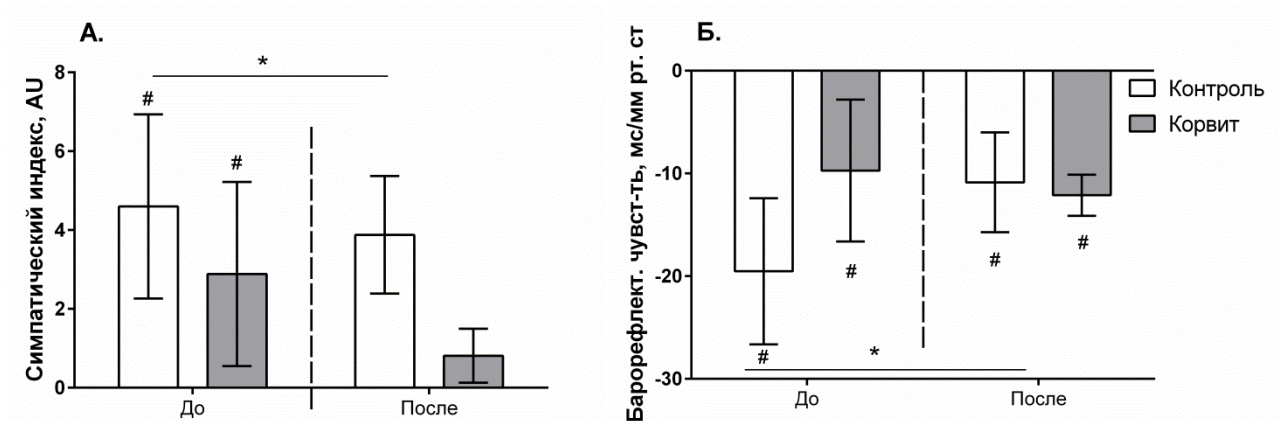 А.
Симпатический индекс, AU
8
6
4
2
0
*
#
#
До
После
Б.
Барорефлект. чувст-ть, мс/мм рт. ст
0
-10
-20
-30
#
#
#
#
*
До
После
Контроль
Корвит